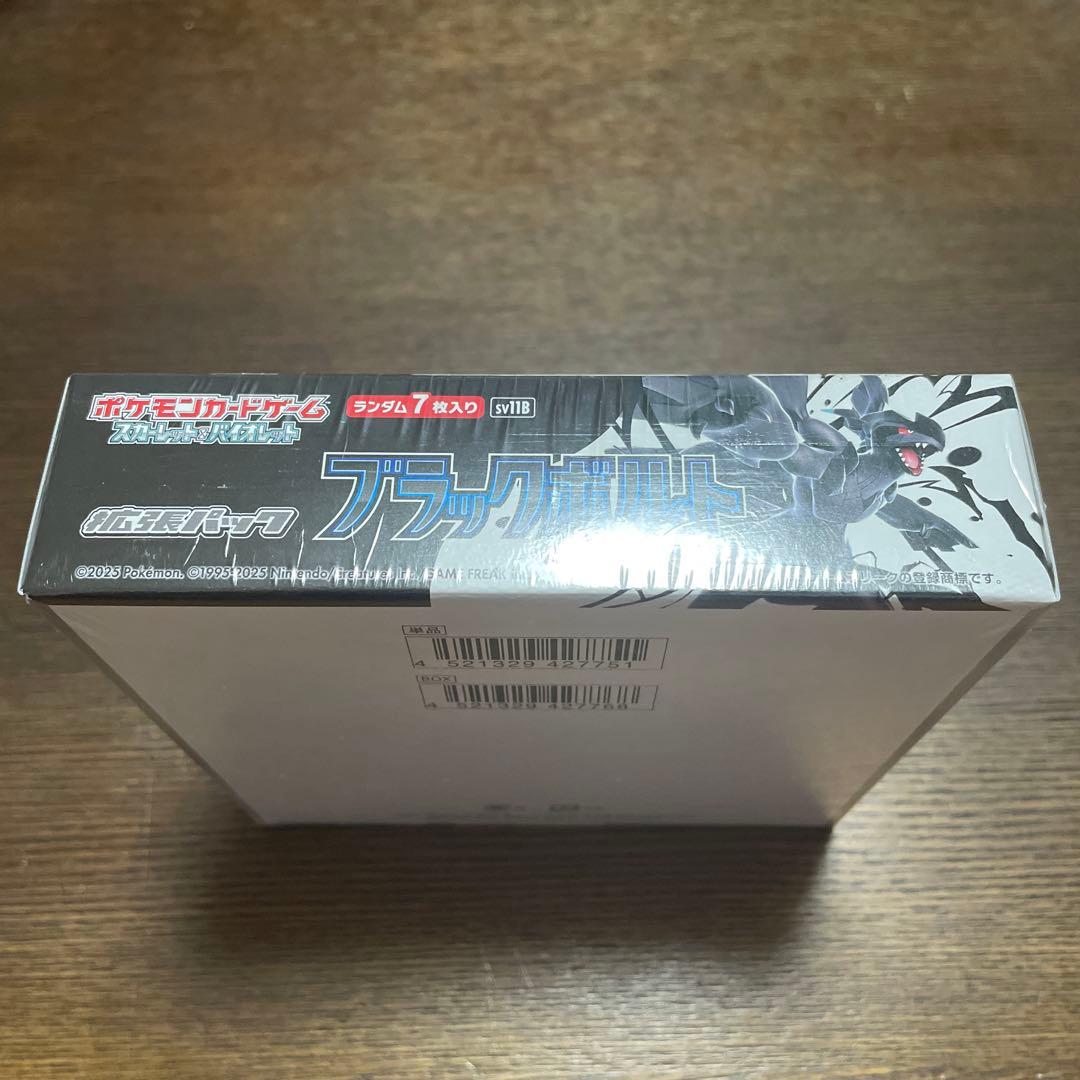 ポケモンカードゲーム
スカーレット&バイオレット
ランダム7枚入り
sv11B
拡張パック
ブラックボルト
©2025 Pokémon. ©1995-2025 Nintendo/Creatures Inc./GAME FREAK inc.
の登録商標です。
単品
4 521329 427751
BOX
4 521329 427768